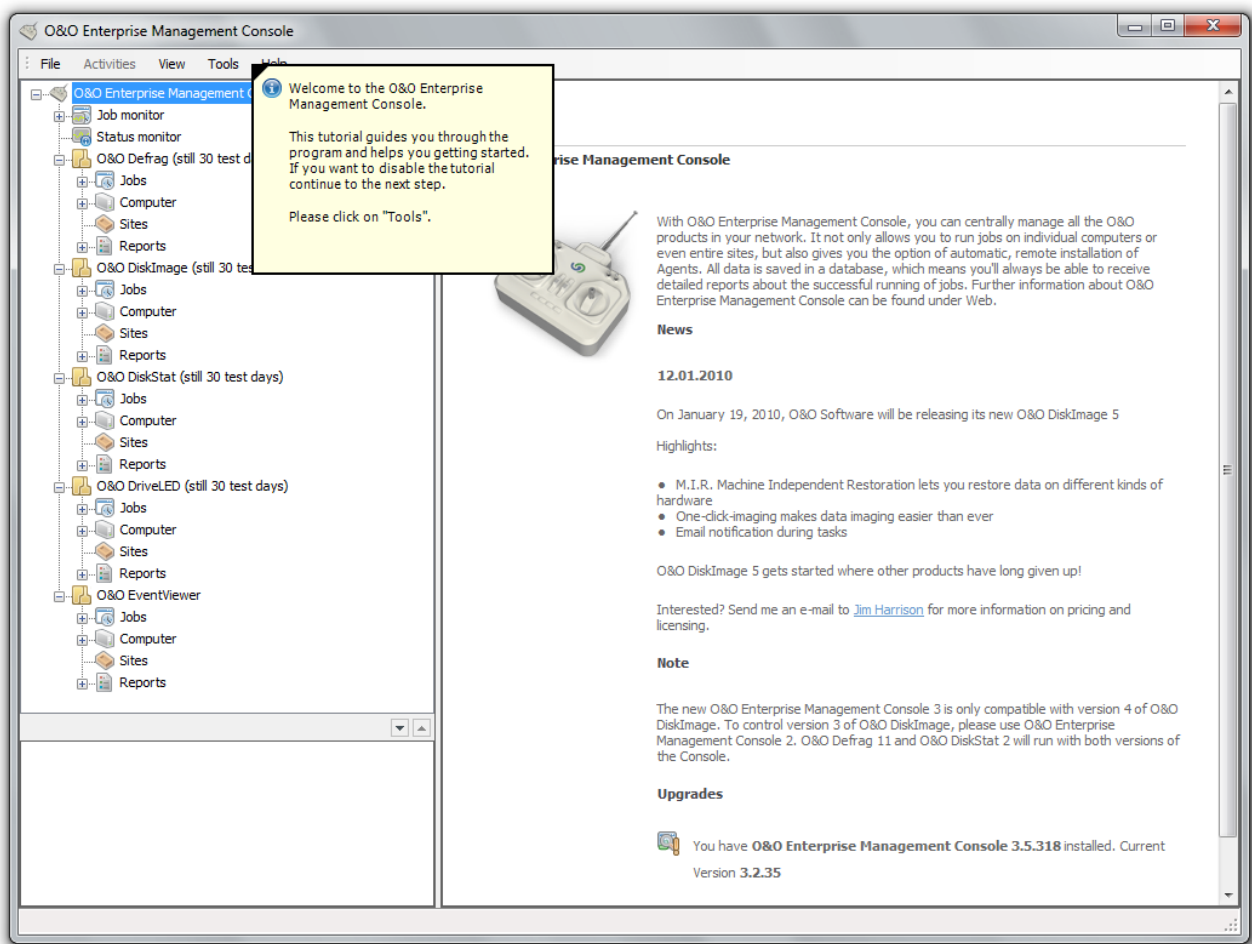 O&O Enterprise Management Console
File Activities View Tools Help
O&O Enterprise Management
Job monitor
Status monitor
O&O Defrag (still 30 test d
Jobs
Computer
Sites
Reports
O&O DiskImage (still 30 tes
Jobs
Computer
Sites
Reports
O&O DiskStat (still 30 test days)
Jobs
Computer
Sites
Reports
O&O DriveLED (still 30 test days)
Jobs
Computer
Sites
Reports
O&O EventViewer
Jobs
Computer
Sites
Reports
Welcome to the O&O Enterprise
Management Console.
This tutorial guides you through the
program and helps you getting started.
If you want to disable the tutorial
continue to the next step.
Please click on "Tools".
rise Management Console
With O&O Enterprise Management Console, you can centrally manage all the O&O
products in your network. It not only allows you to run jobs on individual computers or
even entire sites, but also gives you the option of automatic, remote installation of
Agents. All data is saved in a database, which means you'll always be able to receive
detailed reports about the successful running of jobs. Further information about O&O
Enterprise Management Console can be found under Web.
News
12.01.2010
On January 19, 2010, O&O Software will be releasing its new O&O DiskImage 5
Highlights:
● M.I.R. Machine Independent Restoration lets you restore data on different kinds of
hardware
● One-click-imaging makes data imaging easier than ever
● Email notification during tasks
O&O DiskImage 5 gets started where other products have long given up!
Interested? Send me an e-mail to Jim Harrison for more information on pricing and
licensing.
Note
The new O&O Enterprise Management Console 3 is only compatible with version 4 of O&O
DiskImage. To control version 3 of O&O DiskImage, please use O&O Enterprise
Management Console 2. O&O Defrag 11 and O&O DiskStat 2 will run with both versions of
the Console.
Upgrades
You have O&O Enterprise Management Console 3.5.318 installed. Current
Version 3.2.35